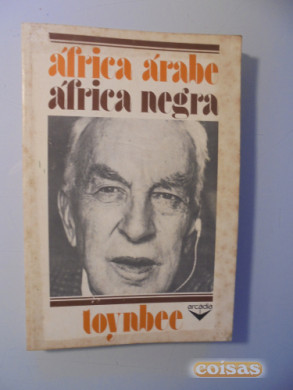 áfrica árabe
áfrica negra
arcádia
toynbee
coisas